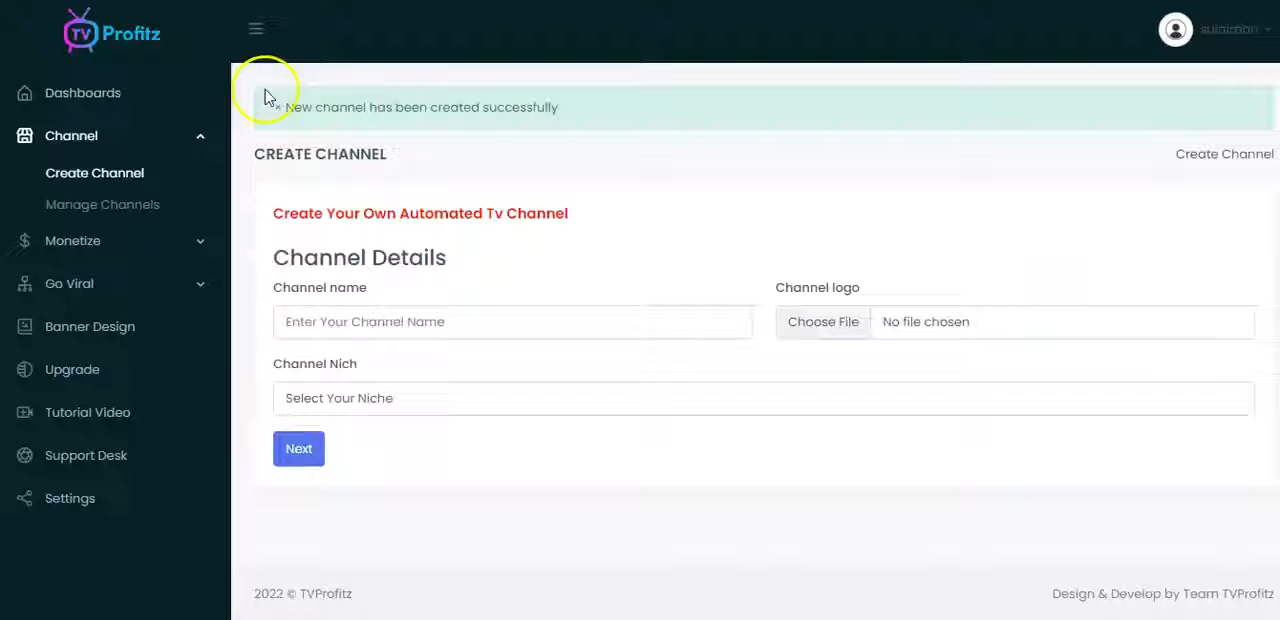 TV Profitz
sulaiman
Dashboards
Channel
Create Channel
Manage Channels
Monetize
Go Viral
Banner Design
Upgrade
Tutorial Video
Support Desk
Settings
× New channel has been created successfully
CREATE CHANNEL
Create Channel
Create Your Own Automated Tv Channel
Channel Details
Channel name
Channel logo
Enter Your Channel Name
Choose File No file chosen
Channel Nich
Select Your Niche
Next
2022 © TVProfitz
Design & Develop by Team TVProfitz